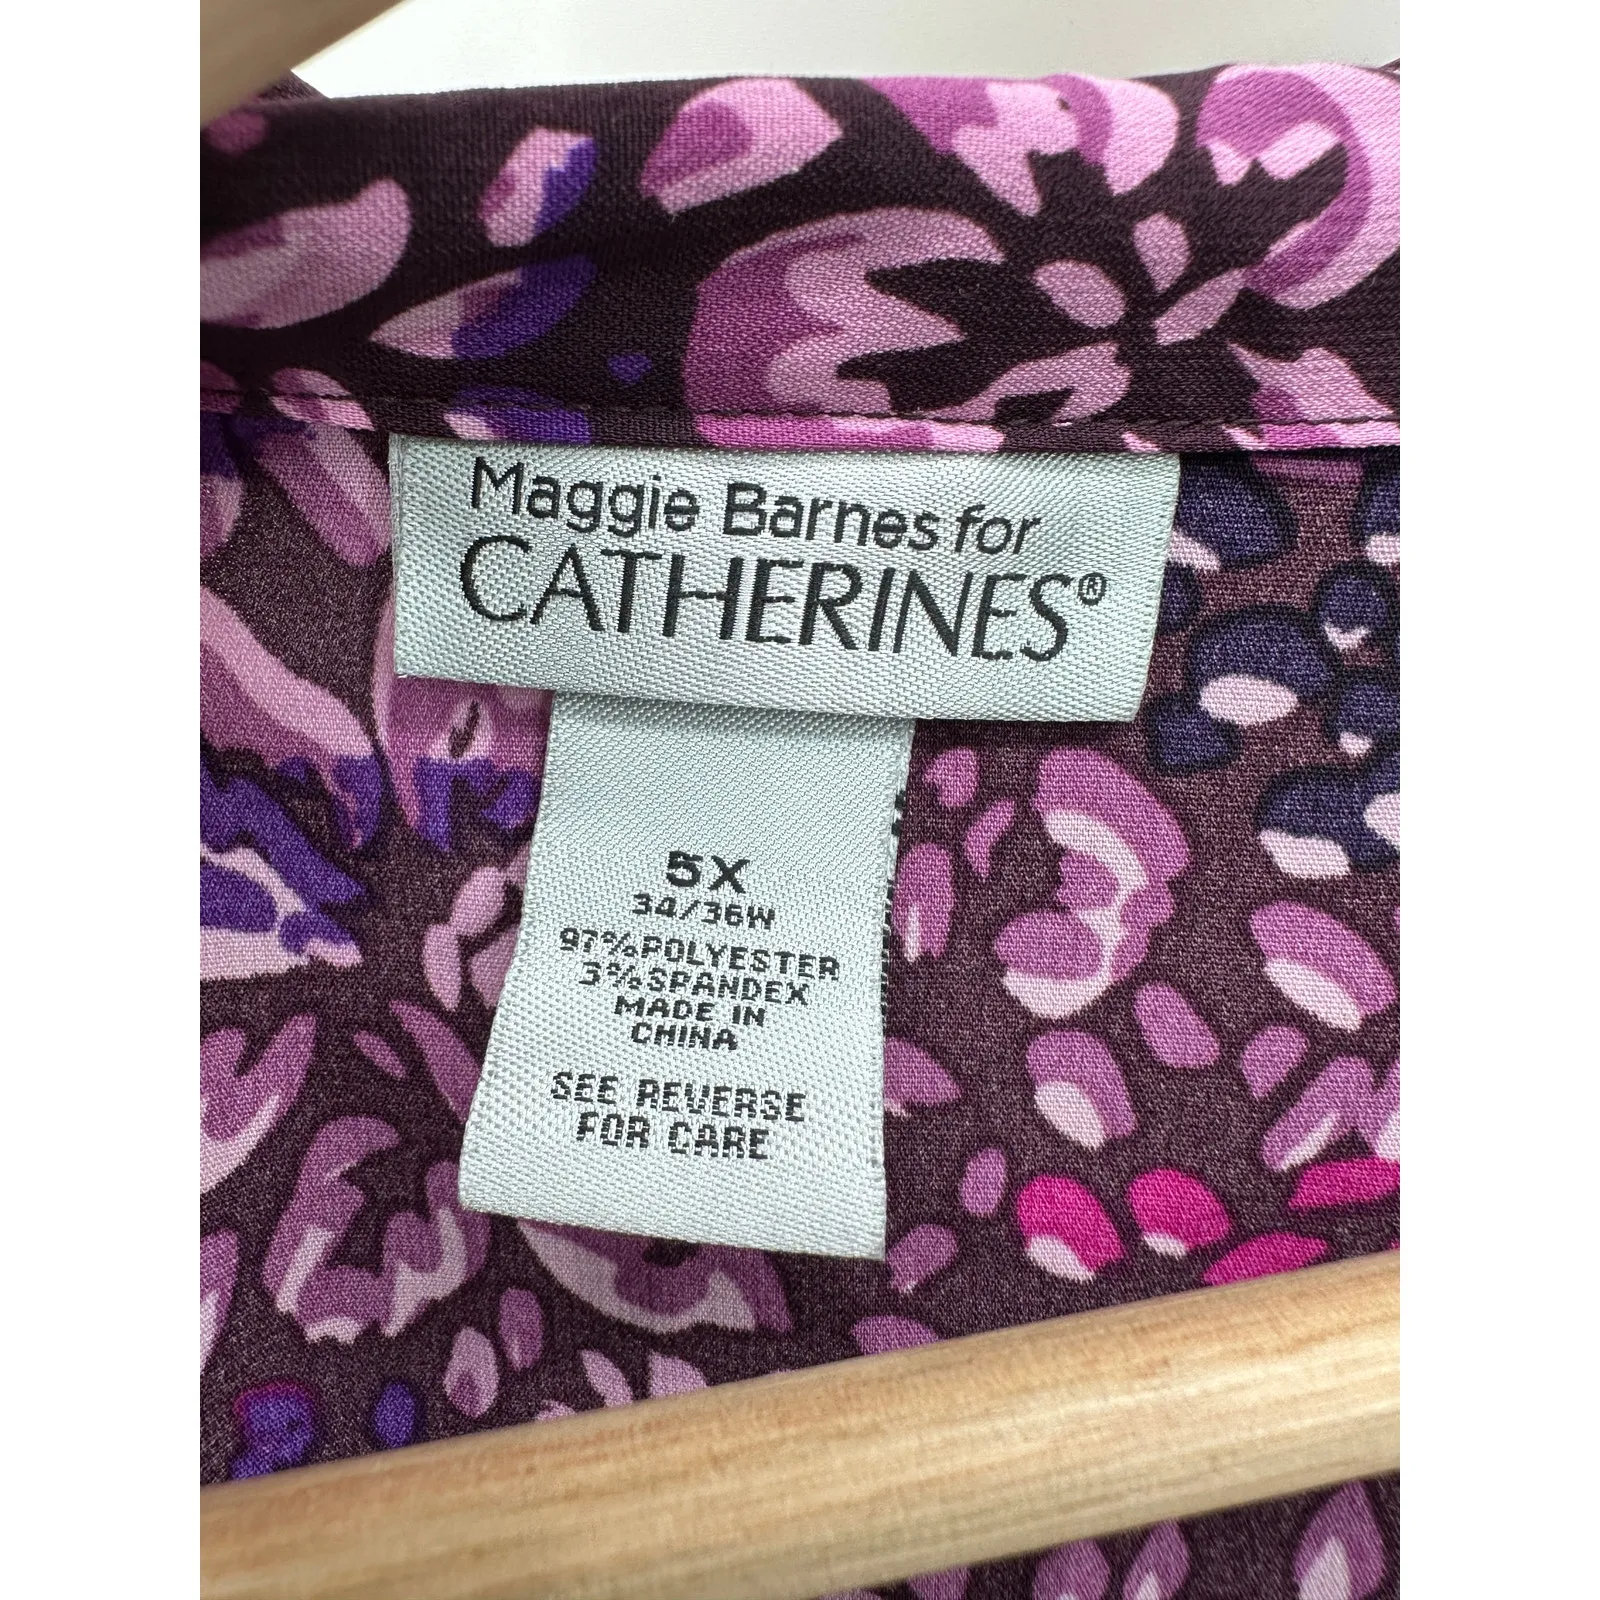 Maggie Barnes for
CATHERINES®
5X
34/36W
97%POLYESTER
3%SPANDEX
MADE IN
CHINA
SEE REVERSE
FOR CARE